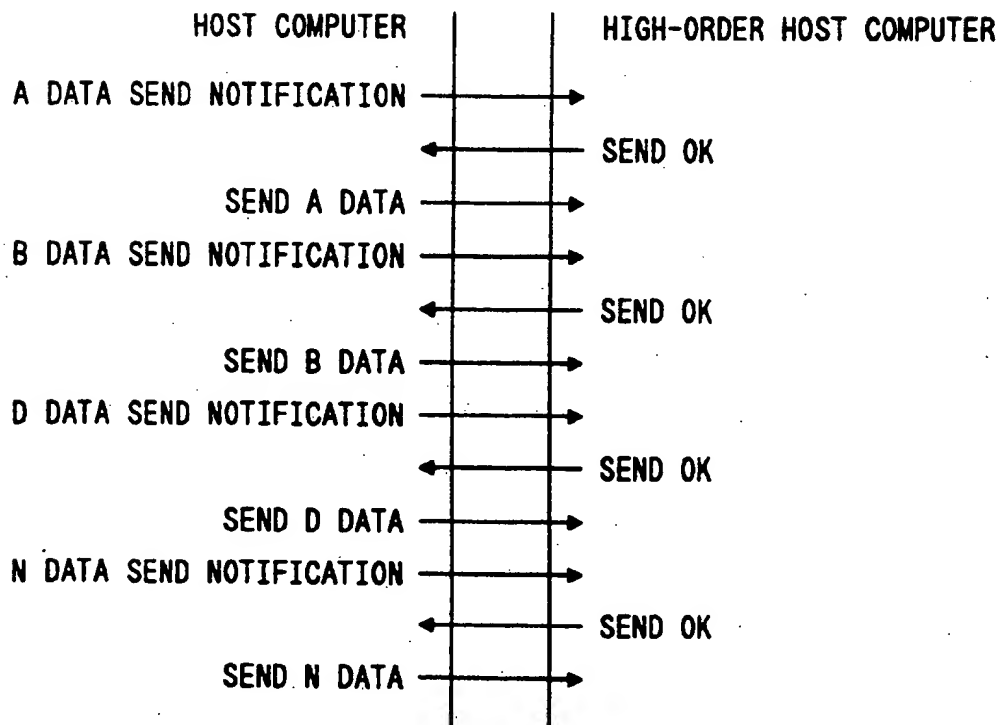 HOST COMPUTER HIGH-ORDER HOST COMPUTER
A DATA SEND NOTIFICATION
SEND OK
SEND A DATA
B DATA SEND NOTIFICATION
SEND OK
SEND B DATA
D DATA SEND NOTIFICATION
SEND OK
SEND D DATA
N DATA SEND NOTIFICATION
SEND OK
SEND N DATA